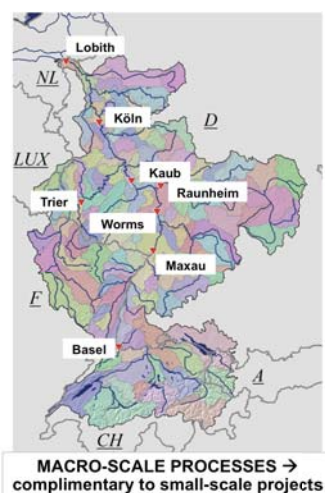 Lobith
NL
Köln
D
LUX
Kaub
Raunheim
Trier
Worms
Maxau
F
Basel
A
CH
MACRO-SCALE PROCESSES →
complimentary to small-scale projects